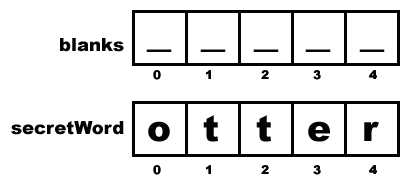 blanks _ _ _ _ _
0 1 2 3 4
secretWord o t t e r
0 1 2 3 4